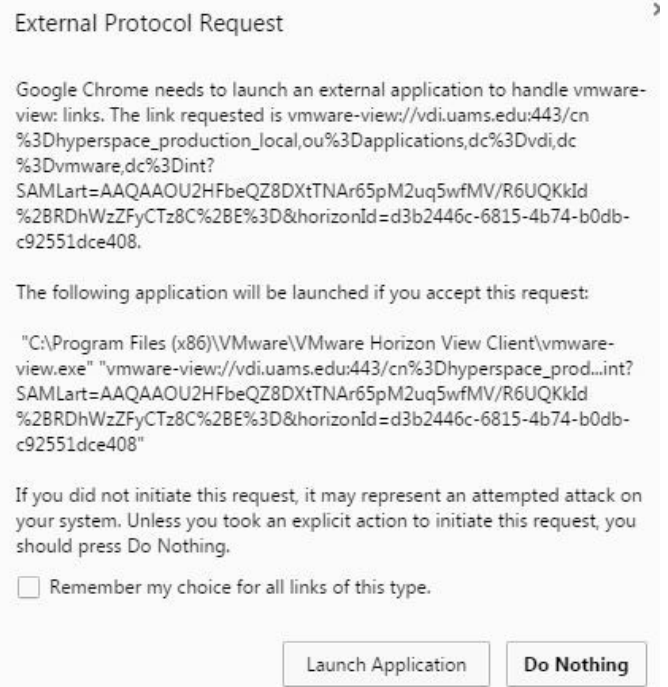 External Protocol Request
Google Chrome needs to launch an external application to handle vmware-
view: links. The link requested is vmware-view://vdi.uams.edu:443/cn
%3Dhyperspace_production_local,ou%3Dapplications,dc%3Dvdi,dc
%3Dvmware,dc%3Dint?
SAMLart=AAQAAOU2HFbeQZ8DXtTNAr65pM2uq5wfMV/R6UQKkId
%2BRDhWzZFyCTz8C%2BE%3D&horizonId=d3b2446c-6815-4b74-b0db-
c92551dce408.
The following application will be launched if you accept this request:
"C:\Program Files (x86)\VMware\VMware Horizon View Client\vmware-
view.exe" "vmware-view://vdi.uams.edu:443/cn%3Dhyperspace_prod...int?
SAMLart=AAQAAOU2HFbeQZ8DXtTNAr65pM2uq5wfMV/R6UQKkId
%2BRDhWzZFyCTz8C%2BE%3D&horizonId=d3b2446c-6815-4b74-b0db-
c92551dce408"
If you did not initiate this request, it may represent an attempted attack on
your system. Unless you took an explicit action to initiate this request, you
should press Do Nothing.
Remember my choice for all links of this type.
Launch Application
Do Nothing